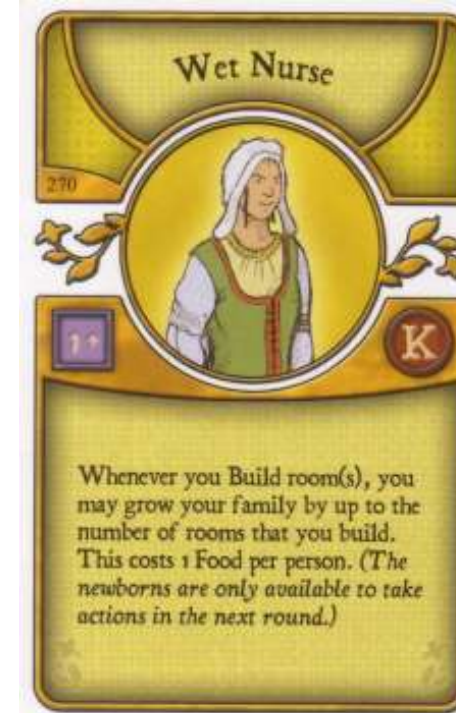 Wet Nurse
270
1+
K
Whenever you Build room(s), you
may grow your family by up to the
number of rooms that you build.
This costs 1 Food per person. (The
newborns are only available to take
actions in the next round.)